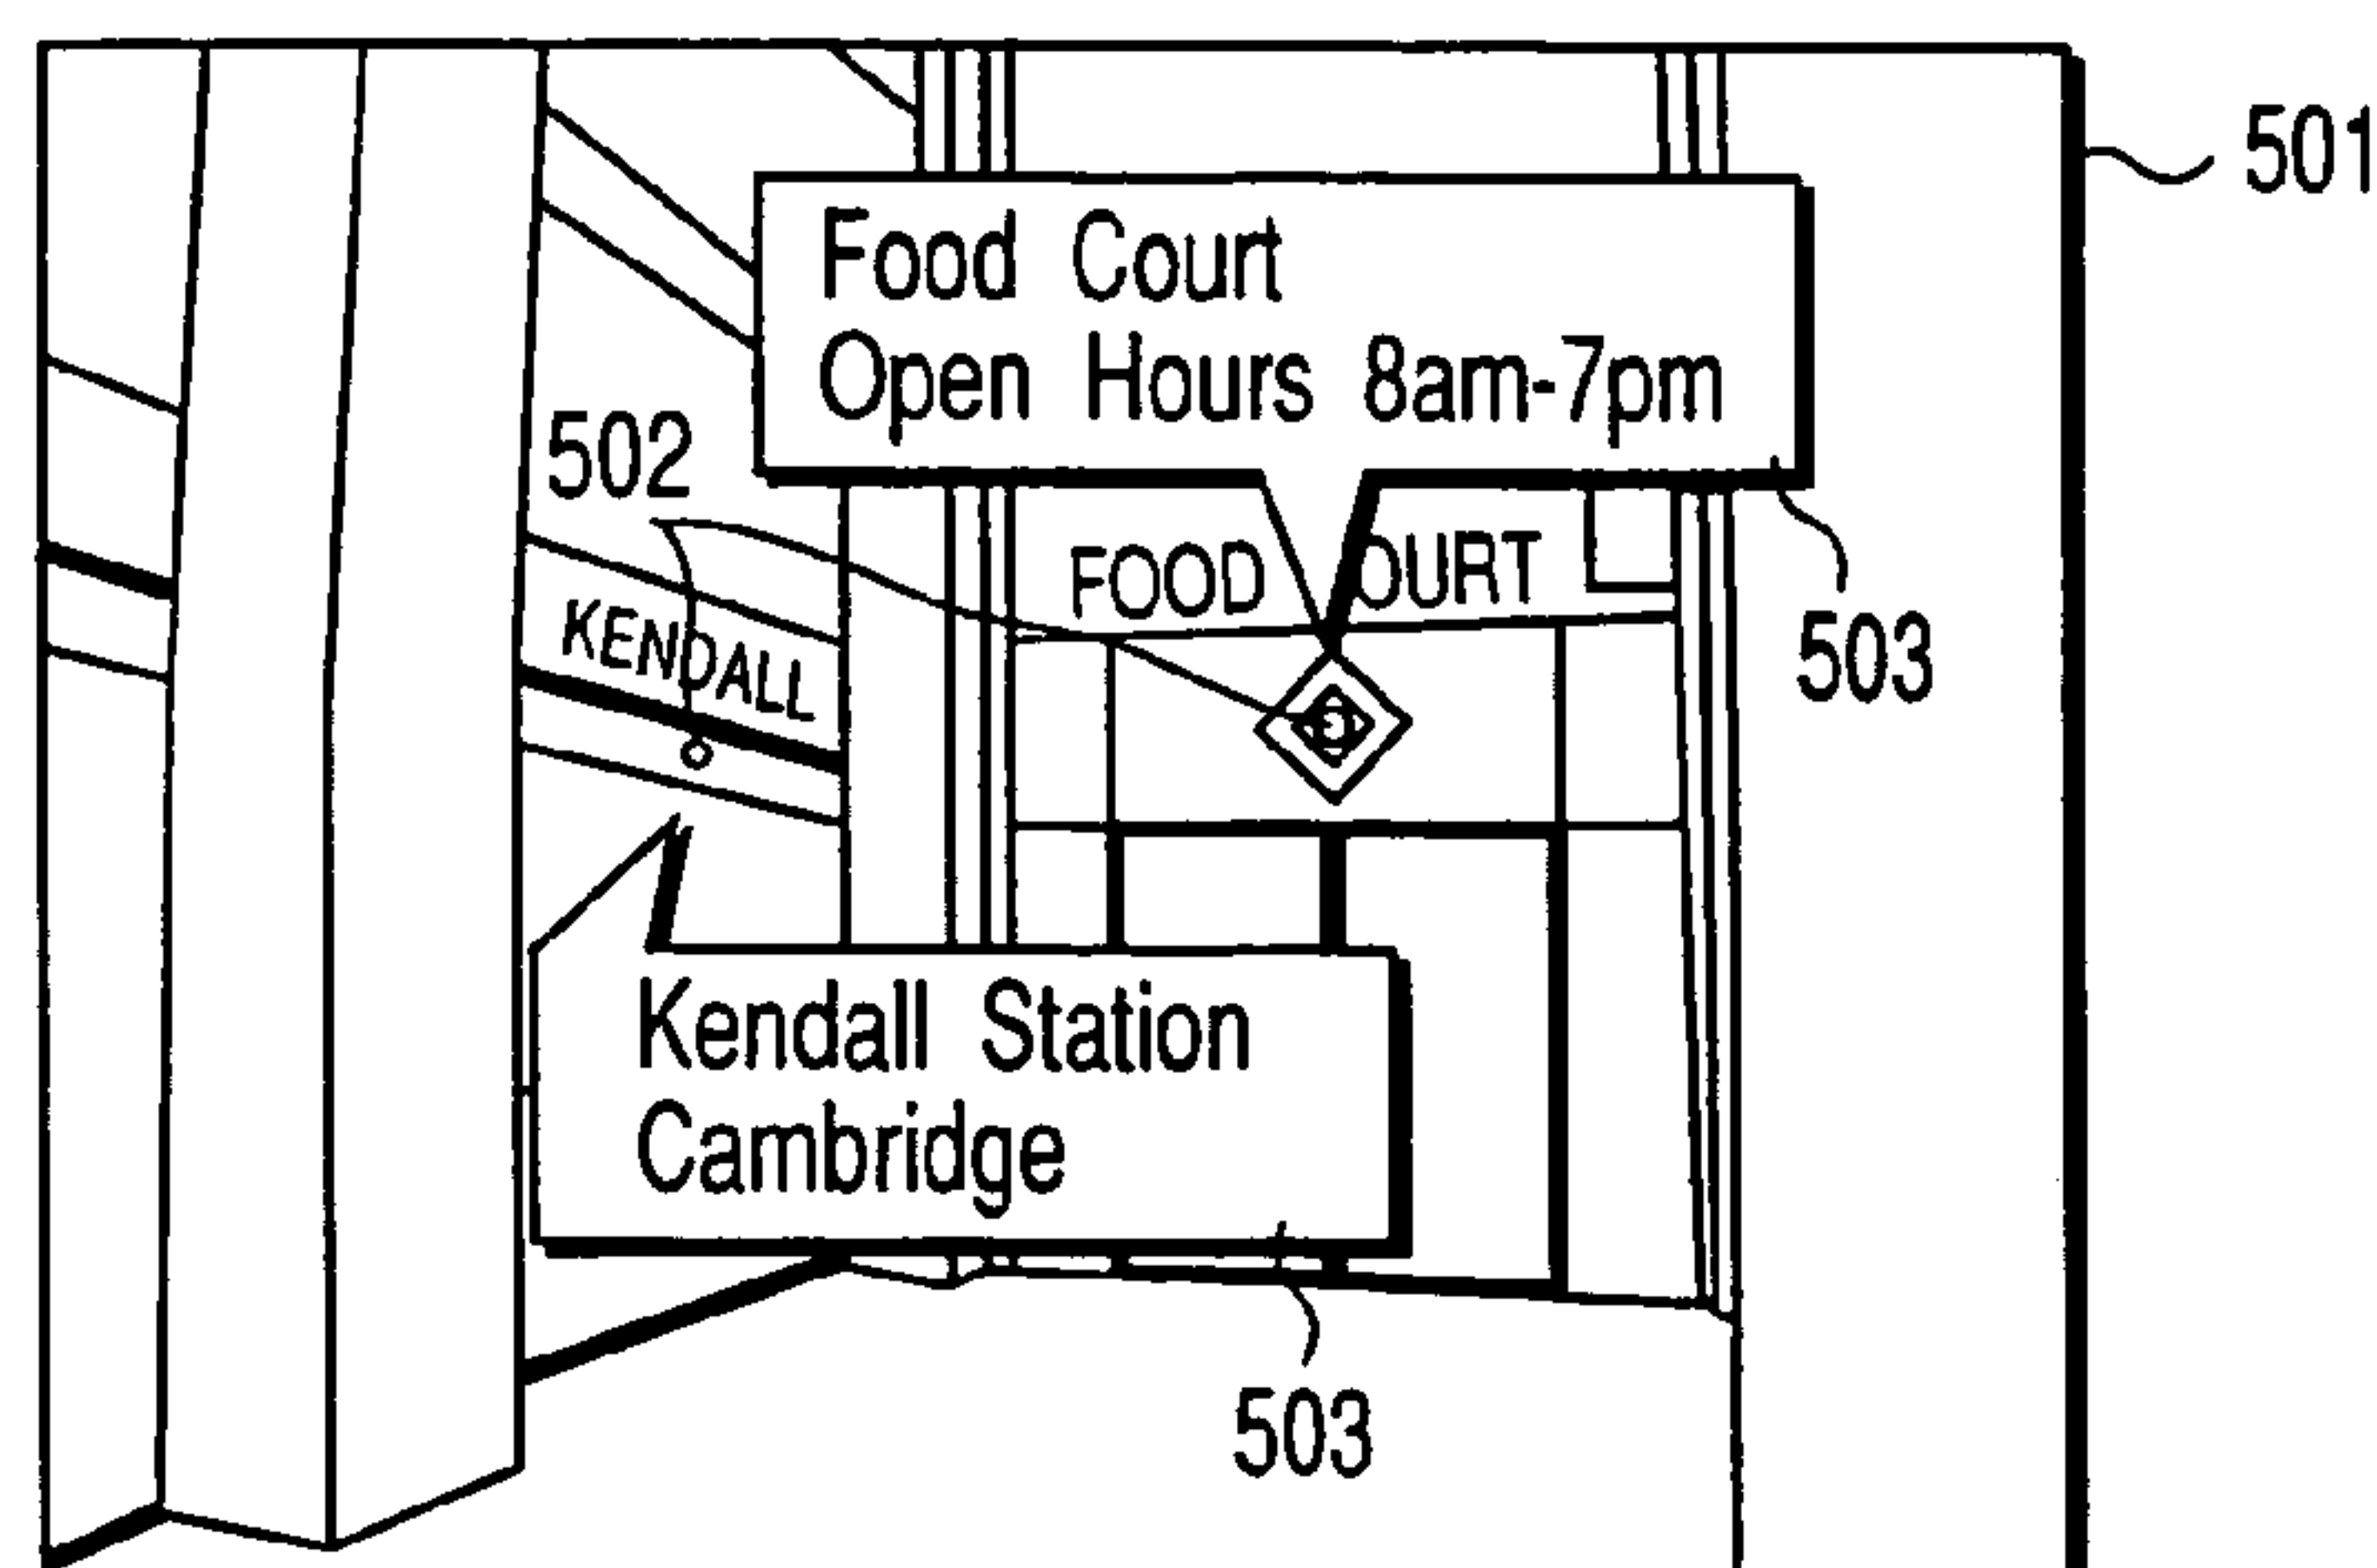 501
Food Court
Open Hours 8am-7pm
502
FOOD OURT
KENDALL
503
Kendall Station
Cambridge
503